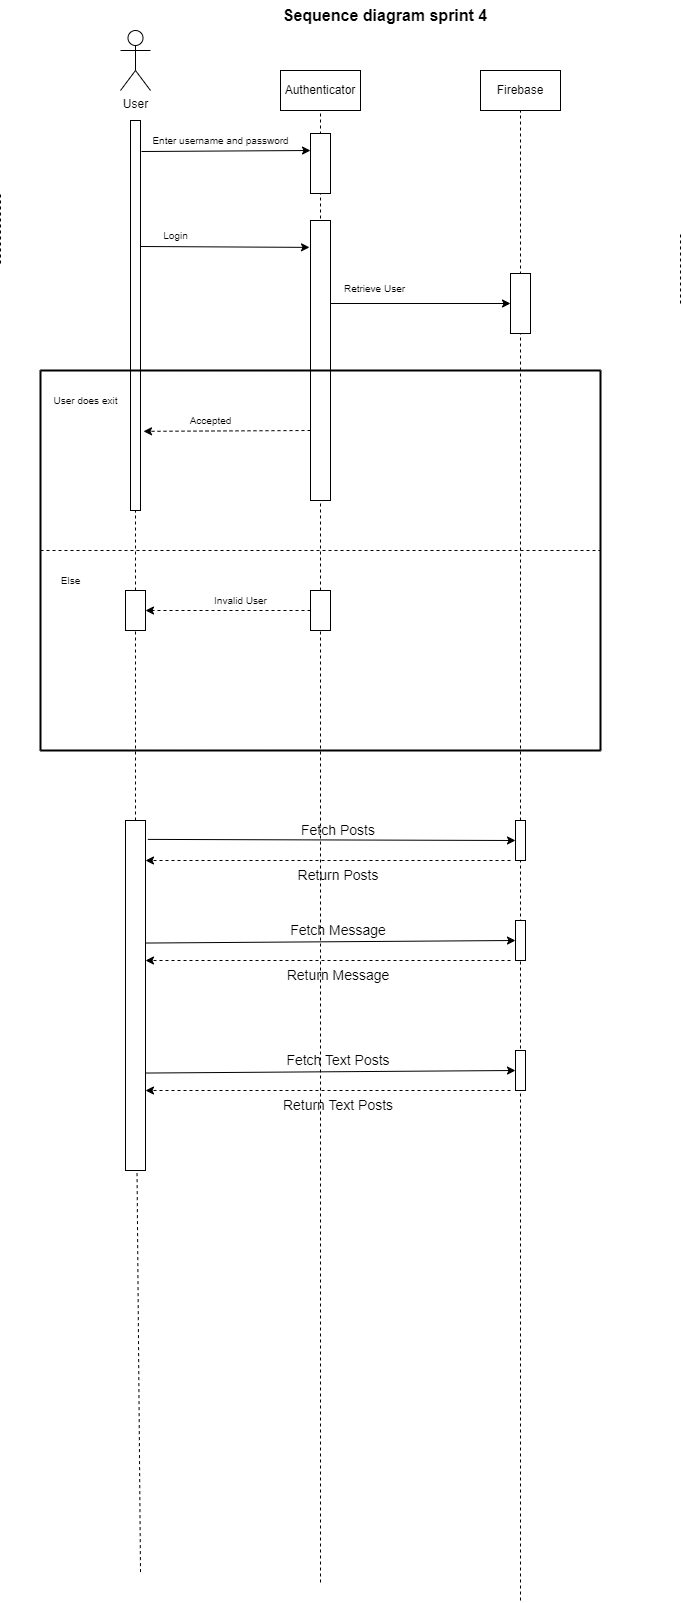 Sequence diagram sprint 4
User
Authenticator
Firebase
Enter username and password
Login
Retrieve User
User does exit
Accepted
Else
Invalid User
Fetch Posts
Return Posts
Fetch Message
Return Message
Fetch Text Posts
Return Text Posts